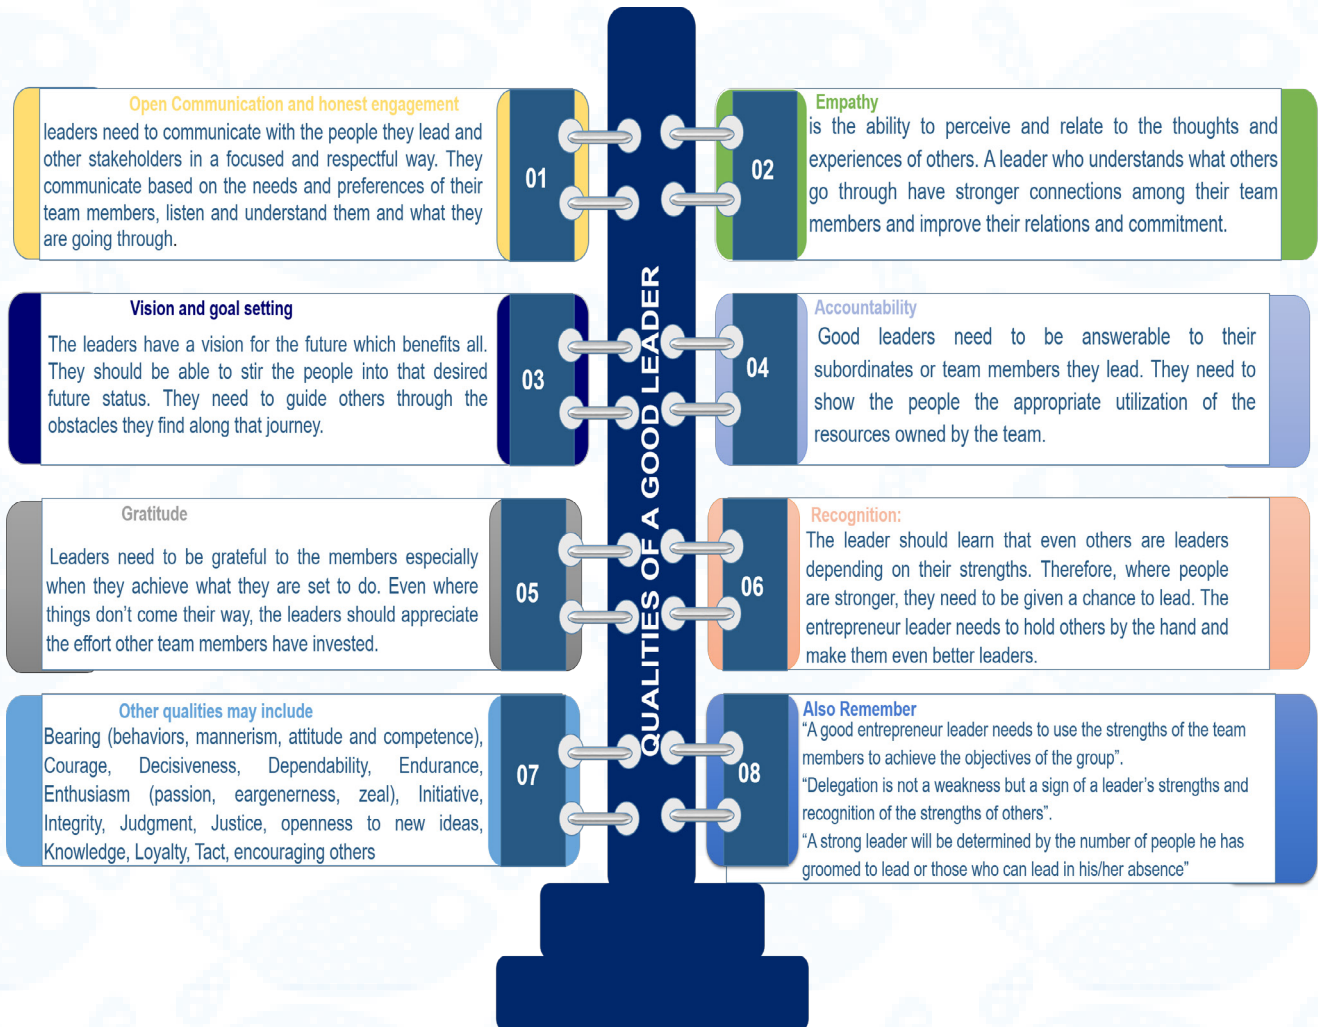 Open Communication and honest engagement
leaders need to communicate with the people they lead and
other stakeholders in a focused and respectful way. They
communicate based on the needs and preferences of their
team members, listen and understand them and what they
are going through.
01
Empathy
is the ability to perceive and relate to the thoughts and
experiences of others. A leader who understands what others
go through have stronger connections among their team
members and improve their relations and commitment.
02
Vision and goal setting
The leaders have a vision for the future which benefits all.
They should be able to stir the people into that desired
future status. They need to guide others through the
obstacles they find along that journey.
03
Accountability
Good leaders need to be answerable to their
subordinates or team members they lead. They need to
show the people the appropriate utilization of the
resources owned by the team.
04
QUALITIES OF A GOOD LEADER
Gratitude
Leaders need to be grateful to the members especially
when they achieve what they are set to do. Even where
things don't come their way, the leaders should appreciate
the effort other team members have invested.
05
Recognition:
The leader should learn that even others are leaders
depending on their strengths. Therefore, where people
are stronger, they need to be given a chance to lead. The
entrepreneur leader needs to hold others by the hand and
make them even better leaders.
06
Other qualities may include
Bearing (behaviors, mannerism, attitude and competence),
Courage, Decisiveness, Dependability, Endurance,
Enthusiasm (passion, eargenerness, zeal), Initiative,
Integrity, Judgment, Justice, openness to new ideas,
Knowledge, Loyalty, Tact, encouraging others
07
Also Remember
“A good entrepreneur leader needs to use the strengths of the team
members to achieve the objectives of the group”.
“Delegation is not a weakness but a sign of a leader’s strengths and
recognition of the strengths of others”.
“A strong leader will be determined by the number of people he has
groomed to lead or those who can lead in his/her absence”
08